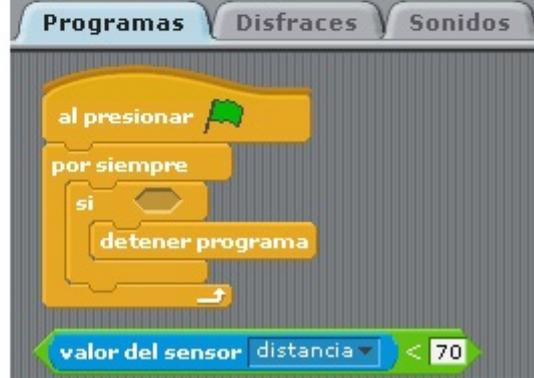 Programas Disfraces Sonidos
al presionar
por siempre
si
detener programa
valor del sensor distancia < 70